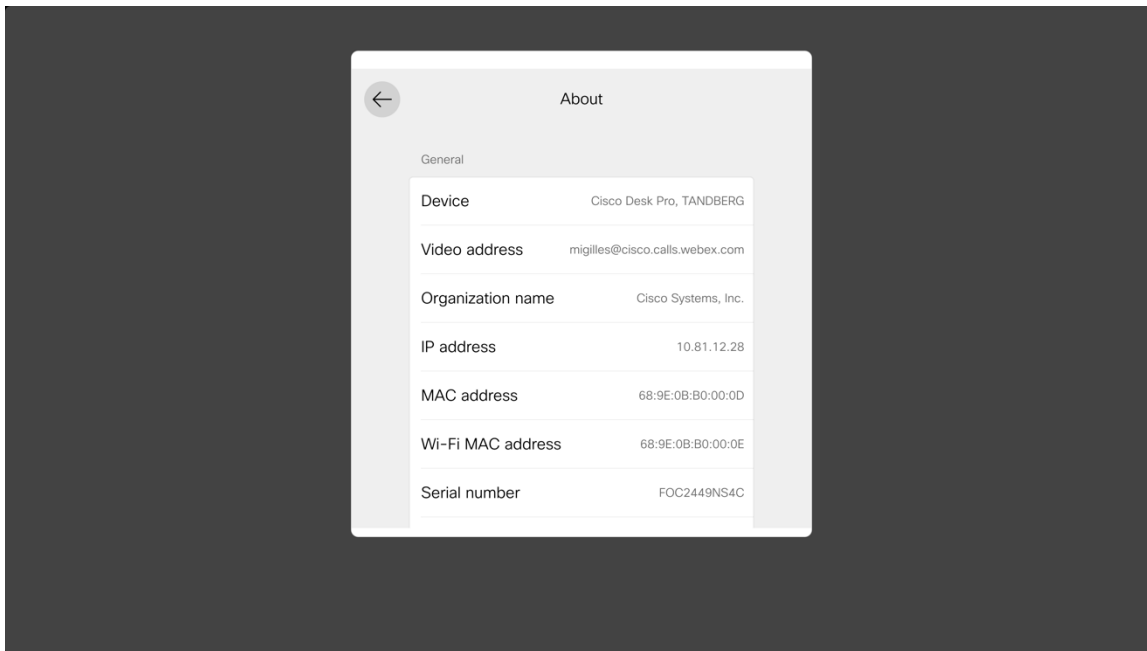 About
General
Device Cisco Desk Pro, TANDBERG
Video address migilles@cisco.calls.webex.com
Organization name Cisco Systems, Inc.
IP address 10.81.12.28
MAC address 68:9E:0B:B0:00:0D
Wi-Fi MAC address 68:9E:0B:B0:00:0E
Serial number FOC2449NS4C